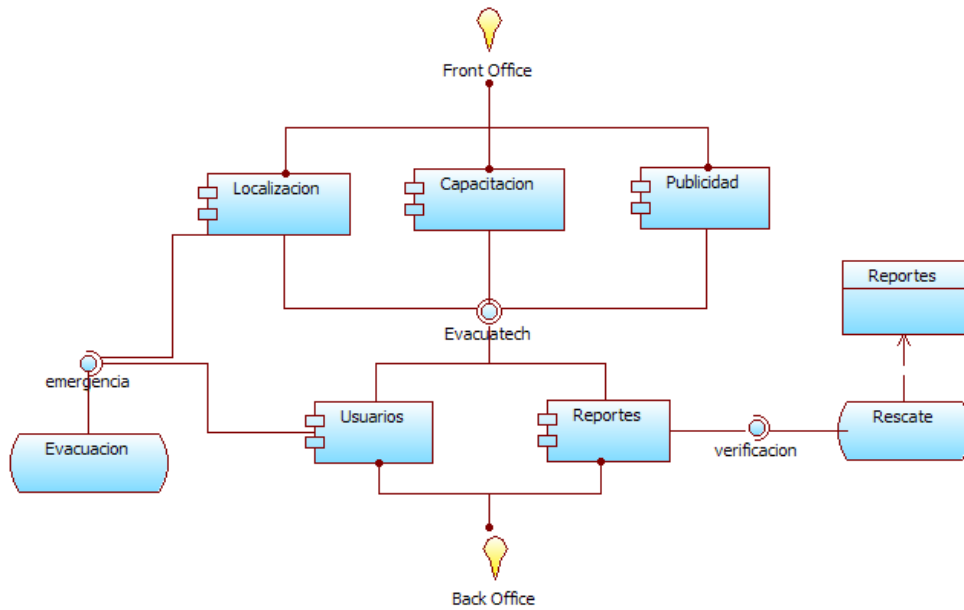 Front Office
Localizacion
Capacitacion
Publicidad
Reportes
Evacuatech
emergencia
Usuarios
Reportes
Rescate
Evacuacion
verificacion
Back Office